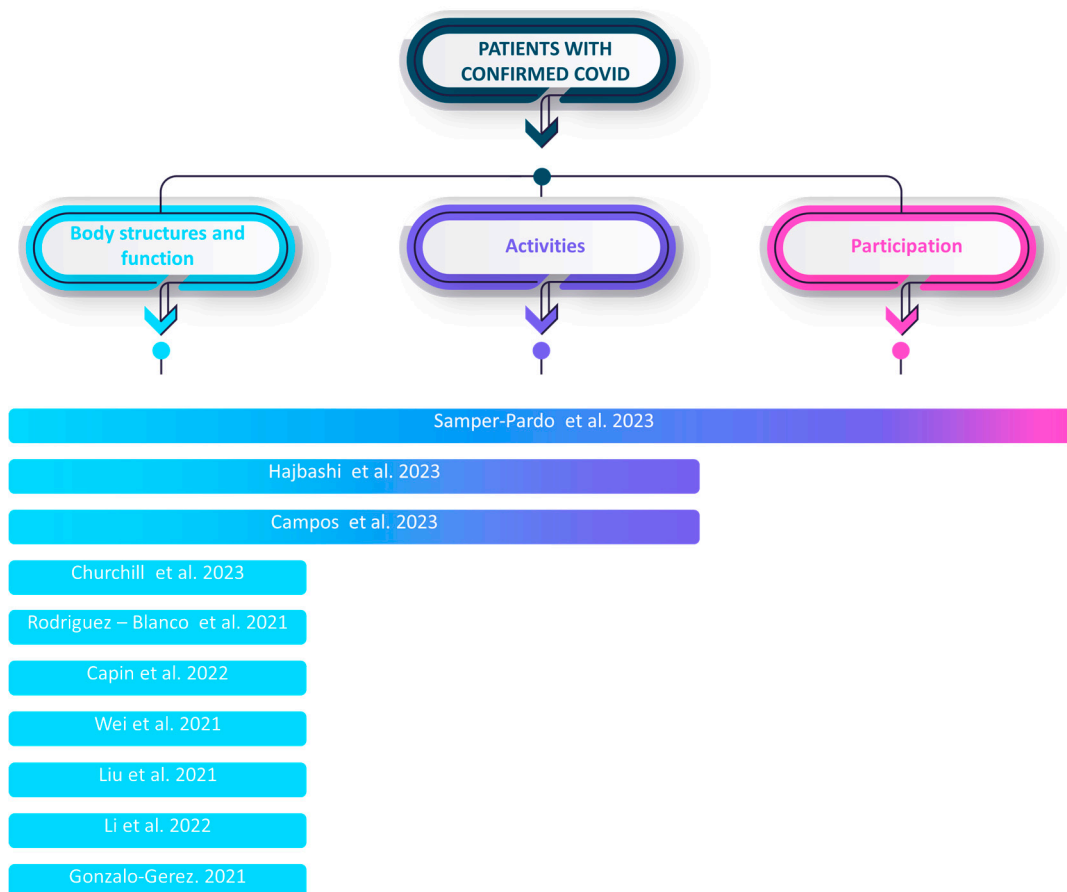 PATIENTS WITH
CONFIRMED COVID
Body structures and
function
Activities
Participation
Samper-Pardo et al. 2023
Hajbashi et al. 2023
Campos et al. 2023
Churchill et al. 2023
Rodriguez – Blanco et al. 2021
Capin et al. 2022
Wei et al. 2021
Liu et al. 2021
Li et al. 2022
Gonzalo-Gerez. 2021